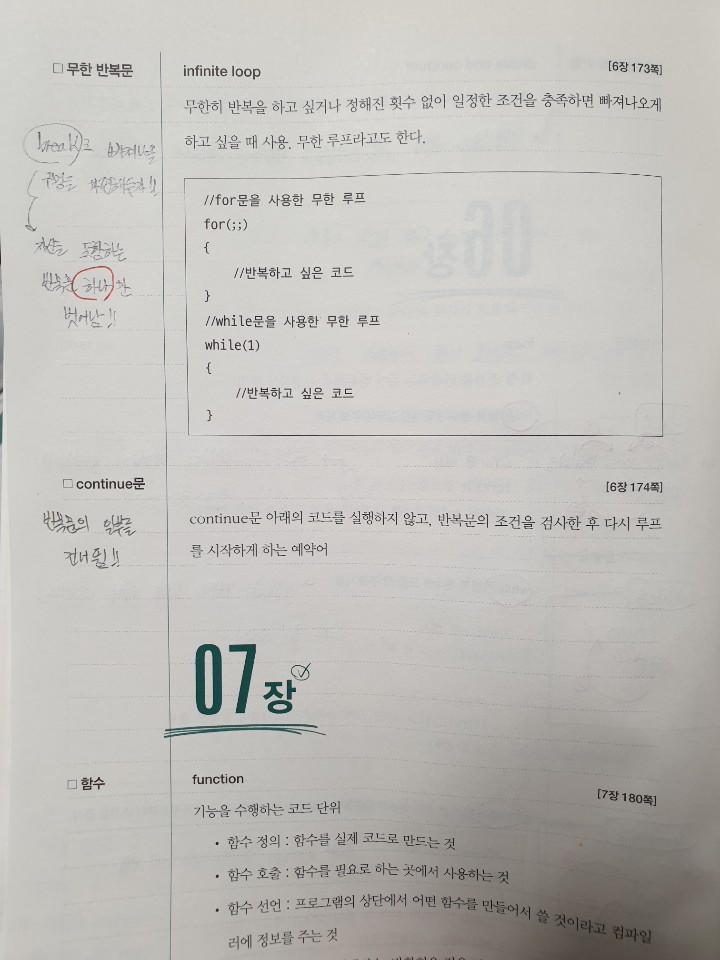 □ 무한 반복문
infinite loop
[6장 173쪽]
무한히 반복을 하고 싶거나 정해진 횟수 없이 일정한 조건을 충족하면 빠져나오게
하고 싶을 때 사용. 무한 루프라고도 한다.
break로 빠져나올
구멍을
자신을 포함하는
반복문 하나만
벗어남!!
//for문을 사용한 무한 루프
for(;;)
{
//반복하고 싶은 코드
}
//while문을 사용한 무한 루프
while(1)
{
//반복하고 싶은 코드
}
□ continue문
[6장 174쪽]
continue문 아래의 코드를 실행하지 않고, 반복문의 조건을 검사한 후 다시 루프
를 시작하게 하는 예약어
반복문의 일부를
건너뜀!!
07장
□ 함수
function
[7장 180쪽]
기능을 수행하는 코드 단위
• 함수 정의 : 함수를 실제 코드로 만드는 것
• 함수 호출 : 함수를 필요로 하는 곳에서 사용하는 것
• 함수 선언 : 프로그램의 상단에서 어떤 함수를 만들어서 쓸 것이라고 컴파일
러에 정보를 주는 것